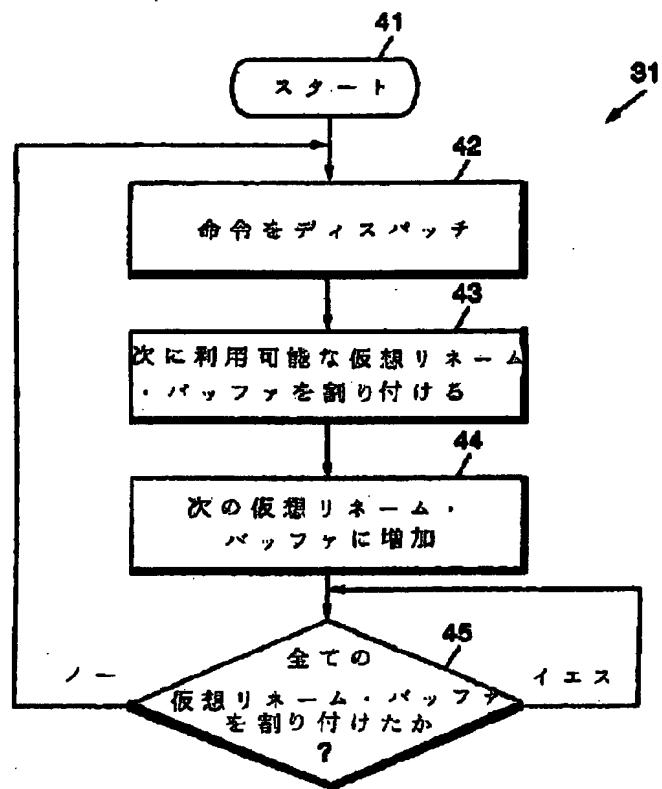 41
スタート
31
42
命令をディスパッチ
43
次に利用可能な仮想リネーム
・バッファを割り付ける
44
次の仮想リネーム・
バッファに増加
45
全ての
ノー
イエス
仮想リネーム・バッファ
を割り付けたか
?